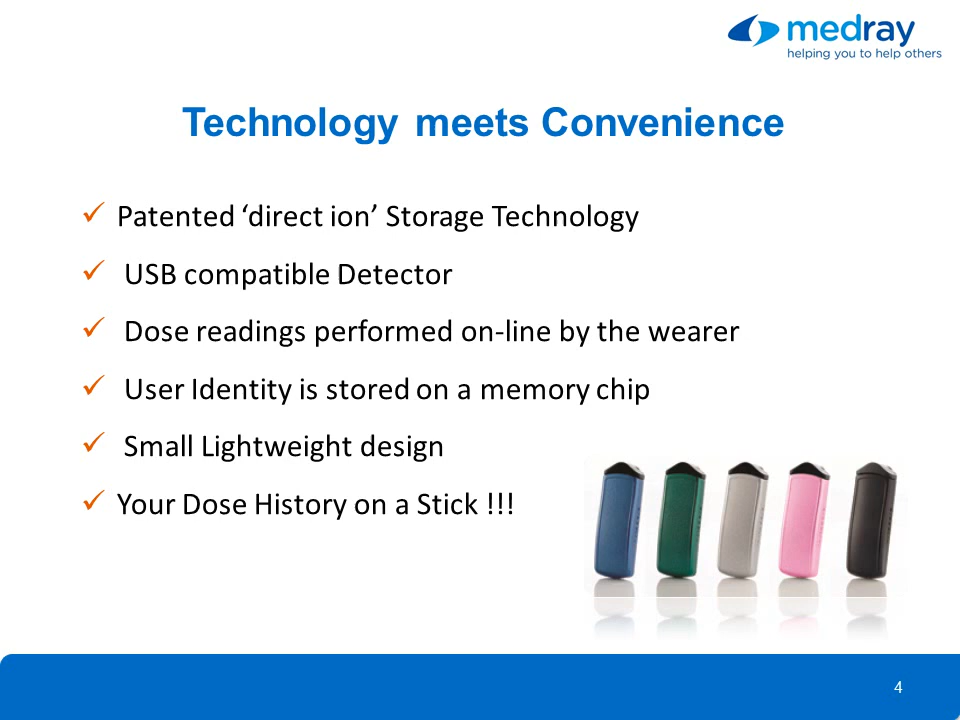 medray
helping you to help others
Technology meets Convenience
✓ Patented ‘direct ion’ Storage Technology
✓ USB compatible Detector
✓ Dose readings performed on-line by the wearer
✓ User Identity is stored on a memory chip
✓ Small Lightweight design
✓ Your Dose History on a Stick !!!
4